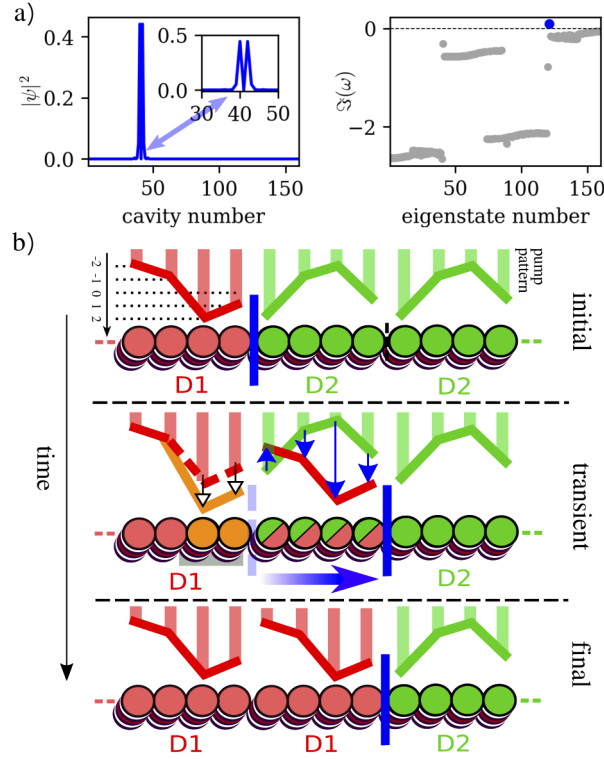 a)
0.4
0.2
0.0
|ψ|²
0.5
0.0
30 40 50
50 100 150
cavity number
0
−2
ℑ(ω)
50 100 150
eigenstate number
b)
-2 -1 0 1 2
pump
pattern
initial
D1 D2 D2
time
transient
D1 D2
final
D1 D1 D2